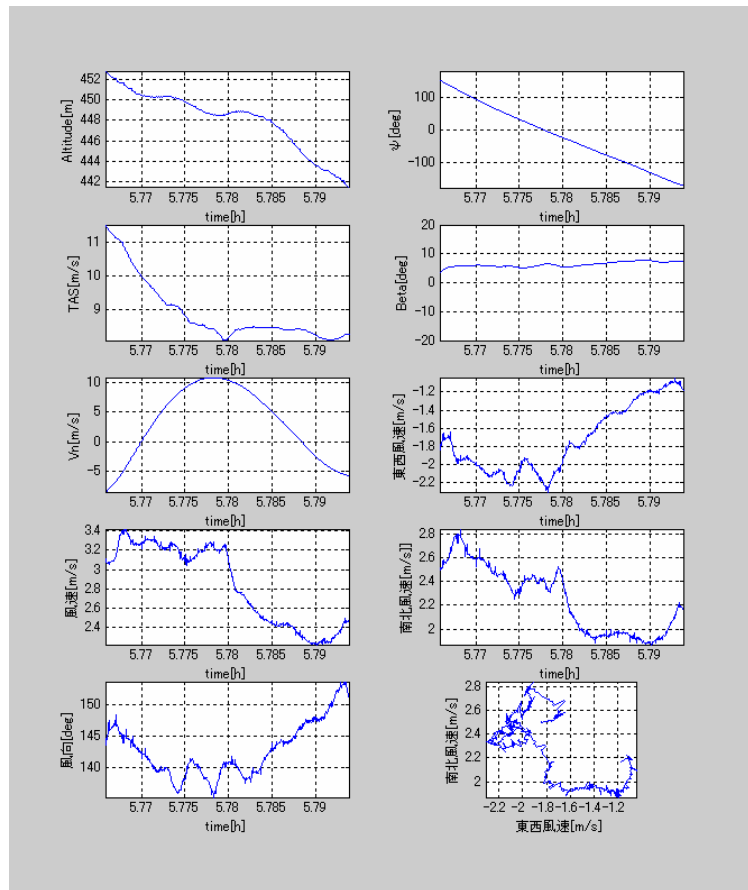 452
450
448
446
444
442
Altitude[m]
5.77 5.775 5.78 5.785 5.79
time[h]
100
0
-100
ψ[deg]
5.77 5.775 5.78 5.785 5.79
time[h]
11
10
9
TAS[m/s]
5.77 5.775 5.78 5.785 5.79
time[h]
20
10
0
-10
-20
Beta[deg]
5.77 5.775 5.78 5.785 5.79
time[h]
10
5
0
-5
Vn[m/s]
5.77 5.775 5.78 5.785 5.79
time[h]
-1.2
-1.4
-1.6
-1.8
-2
-2.2
東西風速[m/s]
5.77 5.775 5.78 5.785 5.79
time[h]
3.4
3.2
3
2.8
2.6
2.4
風速[m/s]
5.77 5.775 5.78 5.785 5.79
time[h]
2.8
2.6
2.4
2.2
2
南北風速[m/s]]
5.77 5.775 5.78 5.785 5.79
time[h]
150
145
140
風向[deg]
5.77 5.775 5.78 5.785 5.79
time[h]
2.8
2.6
2.4
2.2
2
南北風速[m/s]
-2.2 -2 -1.8 -1.6 -1.4 -1.2
東西風速[m/s]